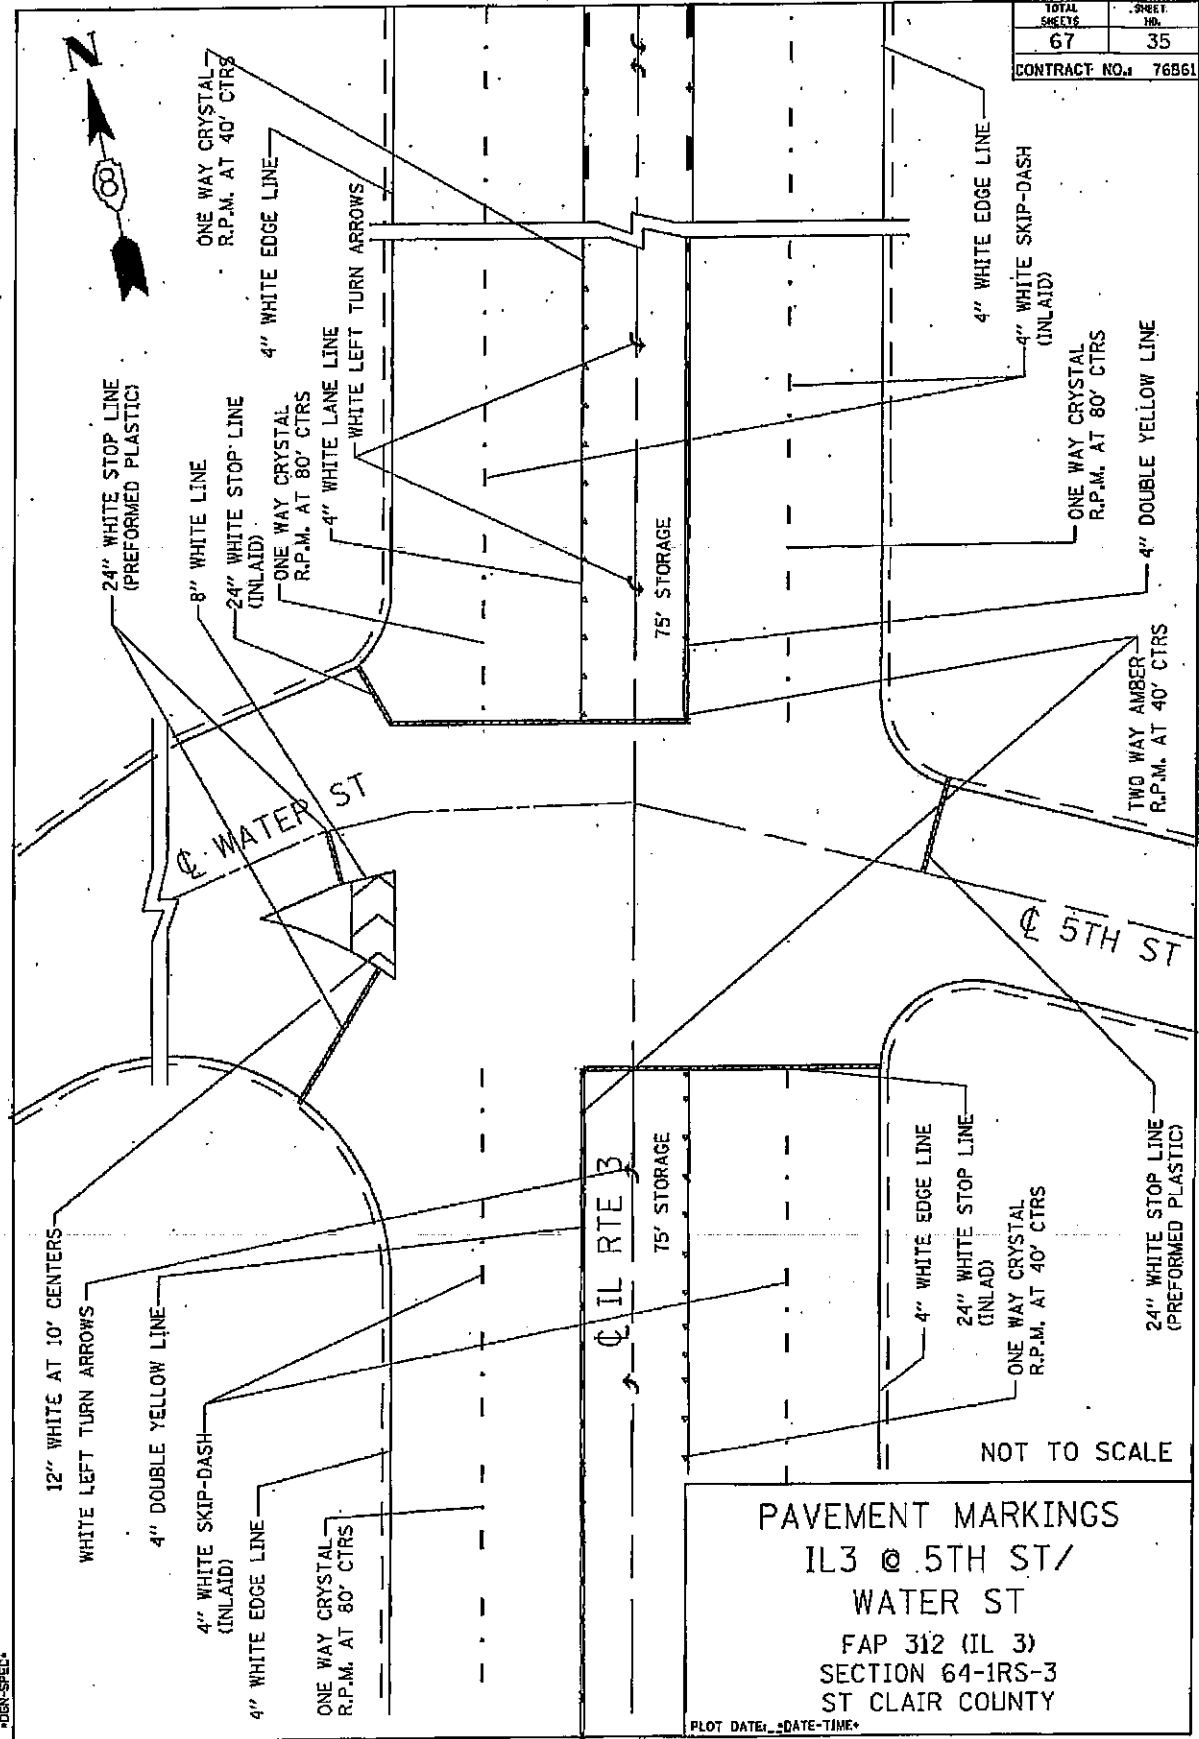 TOTAL SHEETS
SHEET NO.
67
35
CONTRACT NO.: 76B61
N
ONE WAY CRYSTAL
R.P.M. AT 40' CTRS
4" WHITE EDGE LINE
WHITE LEFT TURN ARROWS
4" WHITE LANE LINE
ONE WAY CRYSTAL
R.P.M. AT 80' CTRS
24" WHITE STOP LINE
(INLAID)
8" WHITE LINE
24" WHITE STOP LINE
(PREFORMED PLASTIC)
4" WHITE EDGE LINE
4" WHITE SKIP-DASH
(INLAID)
ONE WAY CRYSTAL
R.P.M. AT 80' CTRS
4" DOUBLE YELLOW LINE
TWO WAY AMBER
R.P.M. AT 40' CTRS
75' STORAGE
℄ WATER ST
℄ 5TH ST
℄ IL RTE 3
75' STORAGE
12" WHITE AT 10' CENTERS
WHITE LEFT TURN ARROWS
4" DOUBLE YELLOW LINE
4" WHITE SKIP-DASH
(INLAID)
4" WHITE EDGE LINE
ONE WAY CRYSTAL
R.P.M. AT 80' CTRS
4" WHITE EDGE LINE
24" WHITE STOP LINE
(INLAD)
ONE WAY CRYSTAL
R.P.M. AT 40' CTRS
24" WHITE STOP LINE
(PREFORMED PLASTIC)
NOT TO SCALE
PAVEMENT MARKINGS
IL3 @ 5TH ST/
WATER ST
FAP 312 (IL 3)
SECTION 64-1RS-3
ST CLAIR COUNTY
PLOT DATE: *DATE-TIME*
*DGN-SPEC*